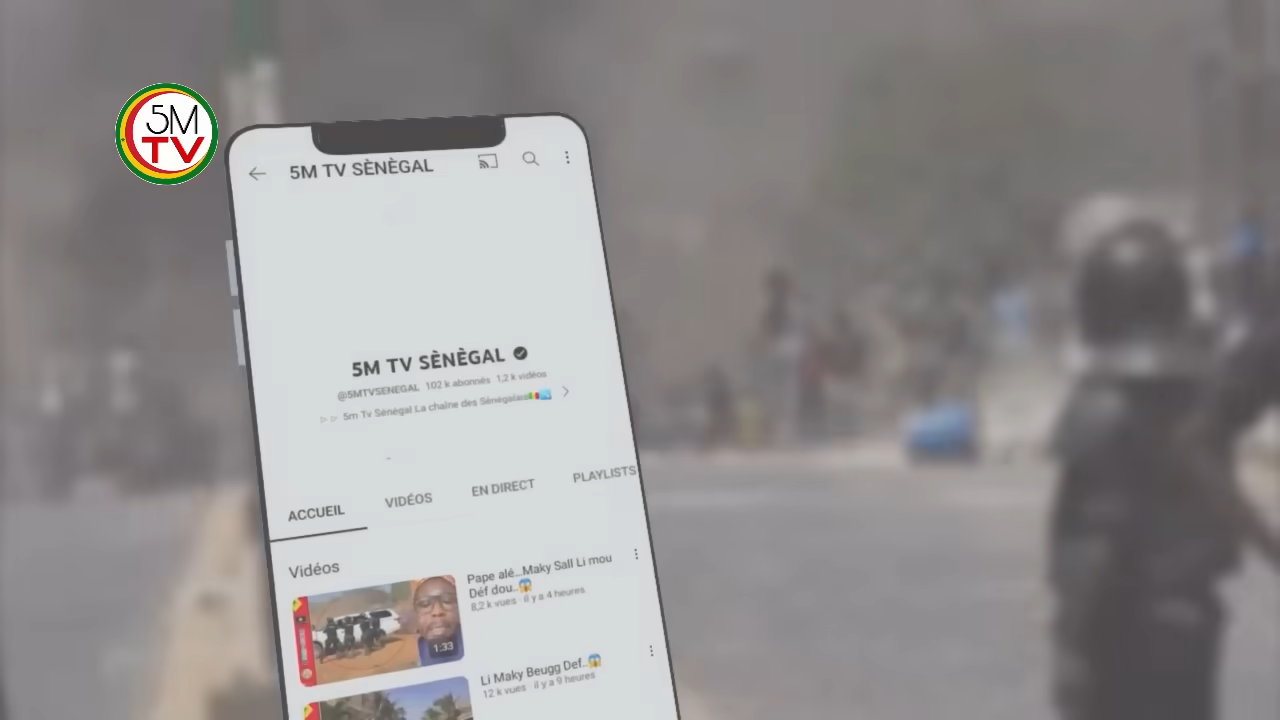 5M
TV
5M TV SÈNÈGAL
5M TV SÈNÈGAL
@5MTVSENEGAL 102 k abonnés 1,2 k vidéos
5m Tv Sénégal La chaîne des Sénégalais
ACCUEIL
VIDÉOS
EN DIRECT
PLAYLISTS
Vidéos
Pape alé...Maky Sall Li mou
Déf dou..😱
8,2 k vues · il y a 4 heures
1:33
Li Maky Beugg Def..😱
12 k vues · il y a 9 heures